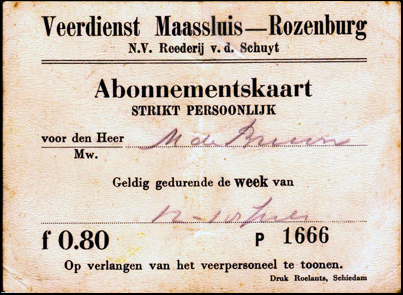 Veerdienst Maassluis—Rozenburg
N.V. Reederij v. d. Schuyt
Abonnementskaart
STRIKT PERSOONLIJK
voor den Heer M de Bruin
Mw.
Geldig gedurende de week van
f 0.80 P 1666
Op verlangen van het veerpersoneel te toonen.
Druk Roelants, Schiedam